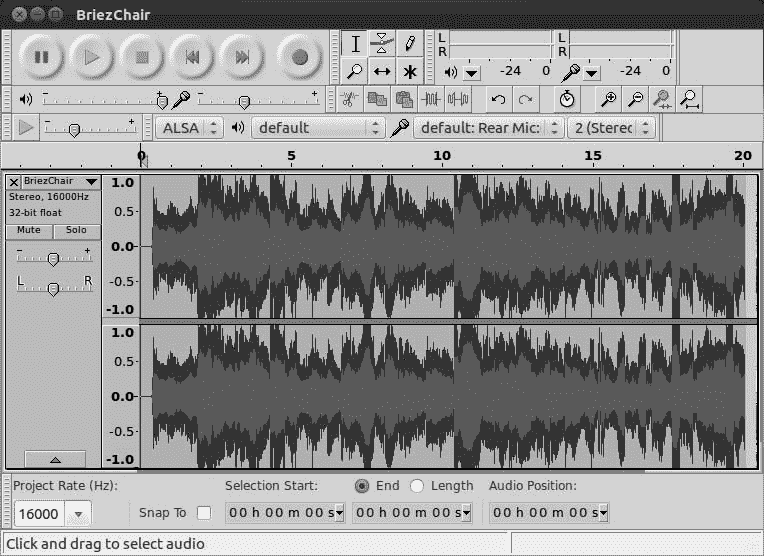 BriezChair
L
R
-24 0
L
R
-24 0
ALSA
default
default: Rear Mic:
2 (Sterec
0 5 10 15 20
BriezChair
Stereo, 16000Hz
32-bit float
Mute Solo
- +
L R
1.0
0.5
0.0
-0.5
-1.0
1.0
0.5
0.0
-0.5
-1.0
Project Rate (Hz):
16000
Snap To
Selection Start:
End Length
Audio Position:
00 h 00 m 00 s
00 h 00 m 00 s
00 h 00 m 00 s
Click and drag to select audio